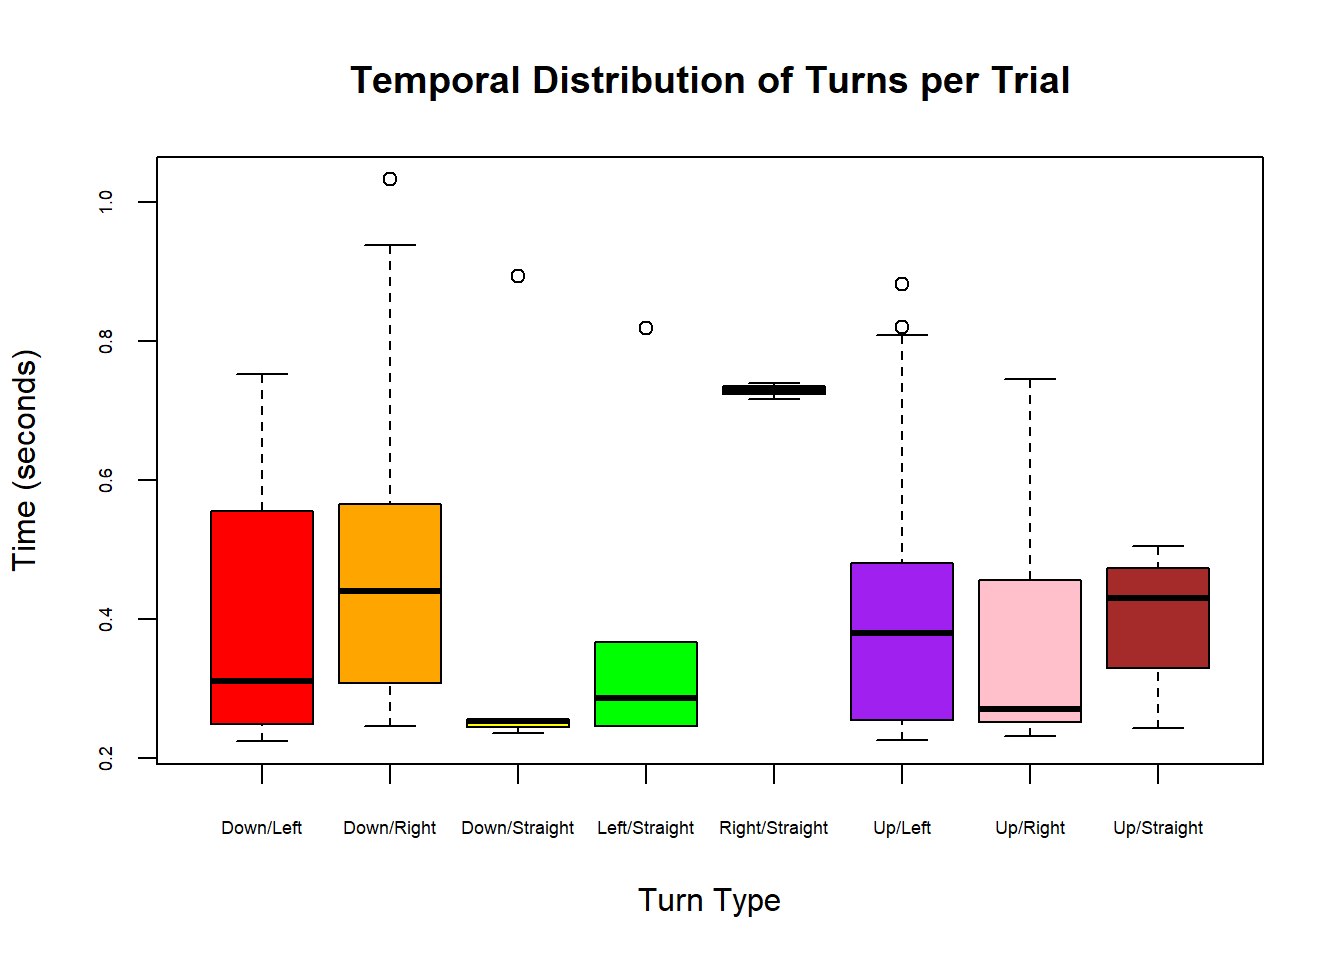 Temporal Distribution of Turns per Trial
Time (seconds)
1.0
0.8
0.6
0.4
0.2
Down/Left Down/Right Down/Straight Left/Straight Right/Straight Up/Left Up/Right Up/Straight
Turn Type